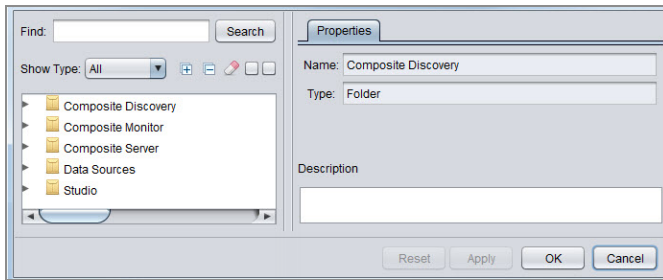 Find:
Search
Show Type: All
Composite Discovery
Composite Monitor
Composite Server
Data Sources
Studio
Properties
Name: Composite Discovery
Type: Folder
Description
Reset Apply OK Cancel